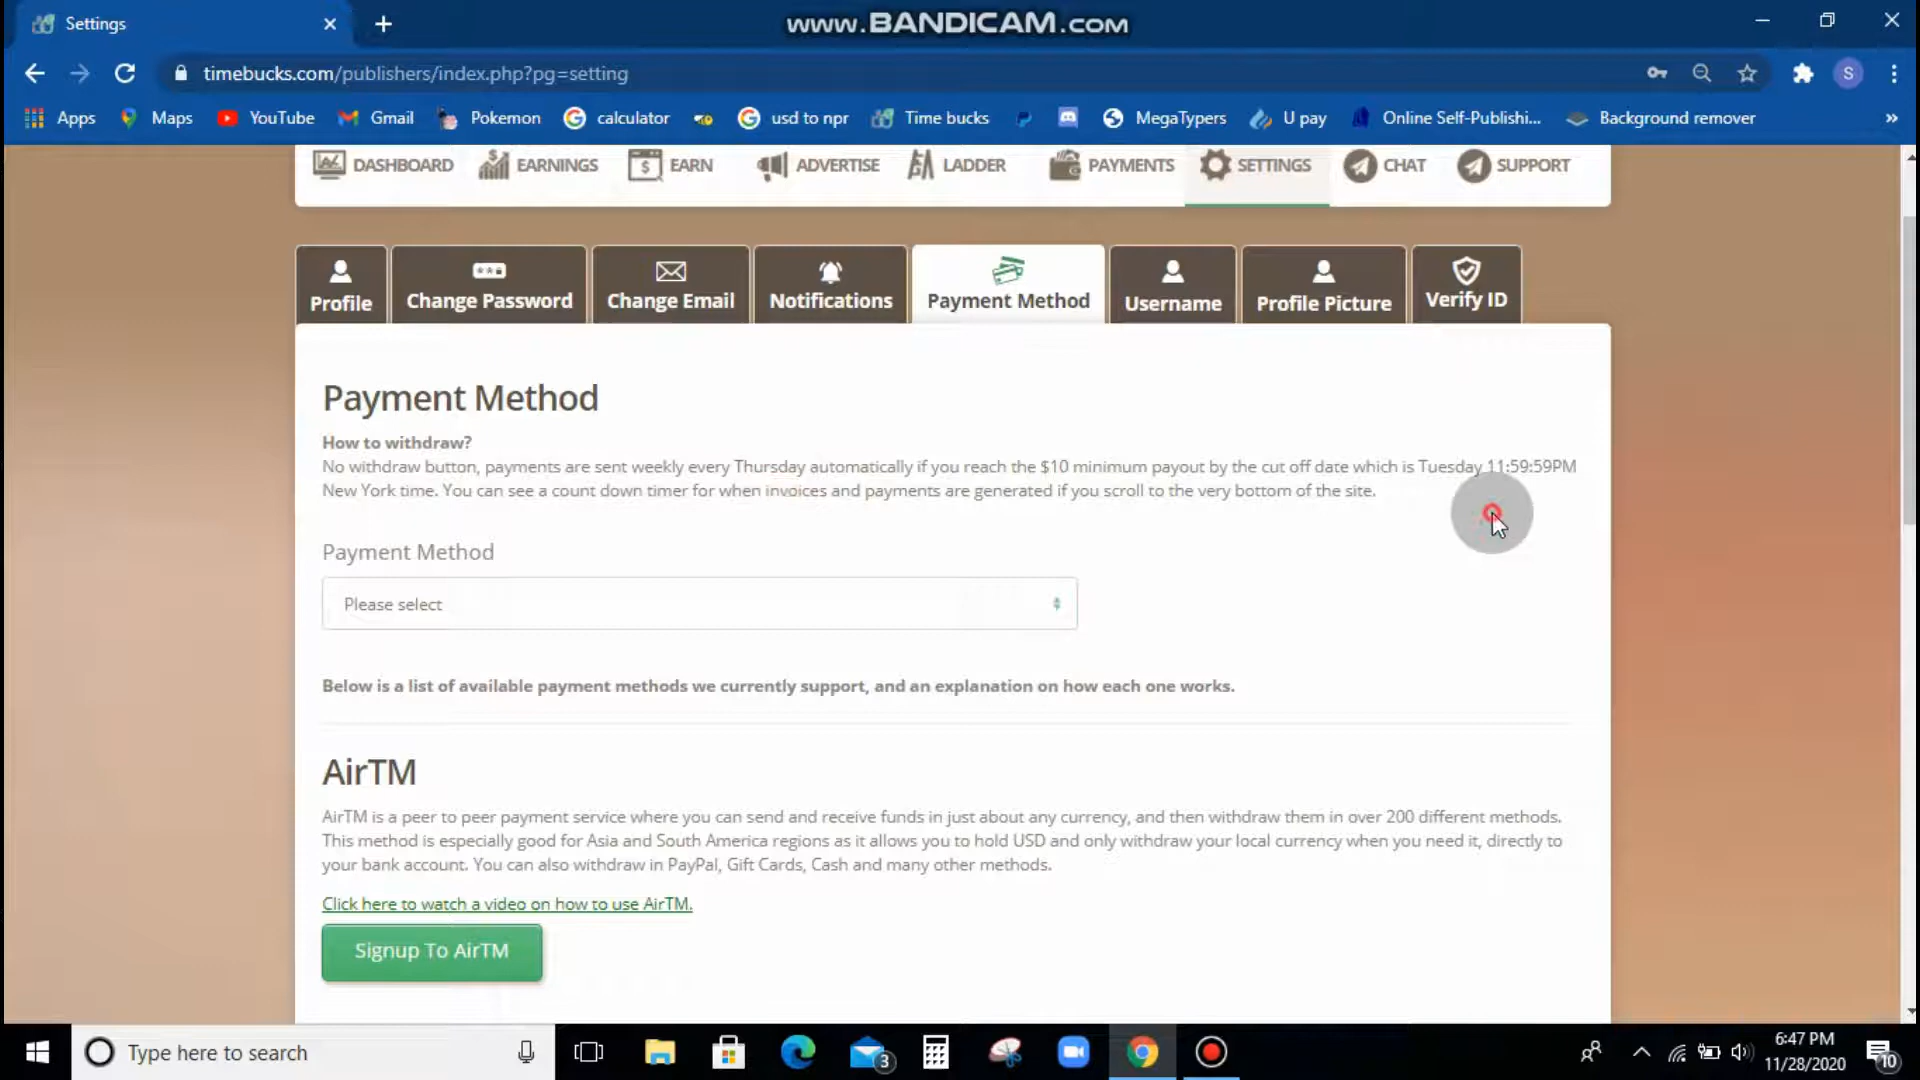 Settings
www.BANDICAM.com
timebucks.com/publishers/index.php?pg=setting
S
Apps Maps YouTube Gmail Pokemon calculator usd to npr Time bucks MegaTypers U pay Online Self-Publishi... Background remover »
DASHBOARD EARNINGS EARN ADVERTISE LADDER PAYMENTS SETTINGS CHAT SUPPORT
Profile Change Password Change Email Notifications Payment Method Username Profile Picture Verify ID
Payment Method
How to withdraw?
No withdraw button, payments are sent weekly every Thursday automatically if you reach the $10 minimum payout by the cut off date which is Tuesday 11:59:59PM
New York time. You can see a count down timer for when invoices and payments are generated if you scroll to the very bottom of the site.
Payment Method
Please select
Below is a list of available payment methods we currently support, and an explanation on how each one works.
AirTM
AirTM is a peer to peer payment service where you can send and receive funds in just about any currency, and then withdraw them in over 200 different methods.
This method is especially good for Asia and South America regions as it allows you to hold USD and only withdraw your local currency when you need it, directly to
your bank account. You can also withdraw in PayPal, Gift Cards, Cash and many other methods.
Click here to watch a video on how to use AirTM.
Signup To AirTM
Type here to search
3
6:47 PM
11/28/2020
10